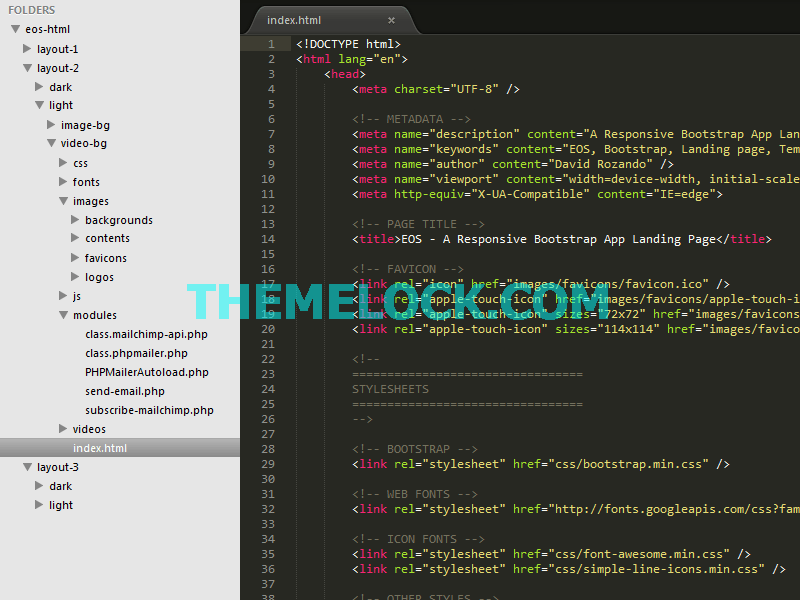 FOLDERS
eos-html
layout-1
layout-2
dark
light
image-bg
video-bg
css
fonts
images
backgrounds
contents
favicons
logos
js
modules
class.mailchimp-api.php
class.phpmailer.php
PHPMailerAutoload.php
send-email.php
subscribe-mailchimp.php
videos
index.html
layout-3
dark
light
index.html ×
1 <!DOCTYPE html>
2 <html lang="en">
3 <head>
4 <meta charset="UTF-8" />
5
6 <!-- METADATA -->
7 <meta name="description" content="A Responsive Bootstrap App Lan
8 <meta name="keywords" content="EOS, Bootstrap, Landing page, Tem
9 <meta name="author" content="David Rozando" />
10 <meta name="viewport" content="width=device-width, initial-scale
11 <meta http-equiv="X-UA-Compatible" content="IE=edge">
12
13 <!-- PAGE TITLE -->
14 <title>EOS - A Responsive Bootstrap App Landing Page</title>
15
16 <!-- FAVICON -->
17 <link rel="icon" href="images/favicons/favicon.ico" />
18 <link rel="apple-touch-icon" href="images/favicons/apple-touch-i
19 <link rel="apple-touch-icon" sizes="72x72" href="images/favicons
20 <link rel="apple-touch-icon" sizes="114x114" href="images/favico
THEMELOCK.COM
21
22 <!--
23 =================================
24 STYLESHEETS
25 =================================
26 -->
27
28 <!-- BOOTSTRAP -->
29 <link rel="stylesheet" href="css/bootstrap.min.css" />
30
31 <!-- WEB FONTS -->
32 <link rel="stylesheet" href="http://fonts.googleapis.com/css?fam
33
34 <!-- ICON FONTS -->
35 <link rel="stylesheet" href="css/font-awesome.min.css" />
36 <link rel="stylesheet" href="css/simple-line-icons.min.css" />
37
38 <!-- OTHER STYLES -->